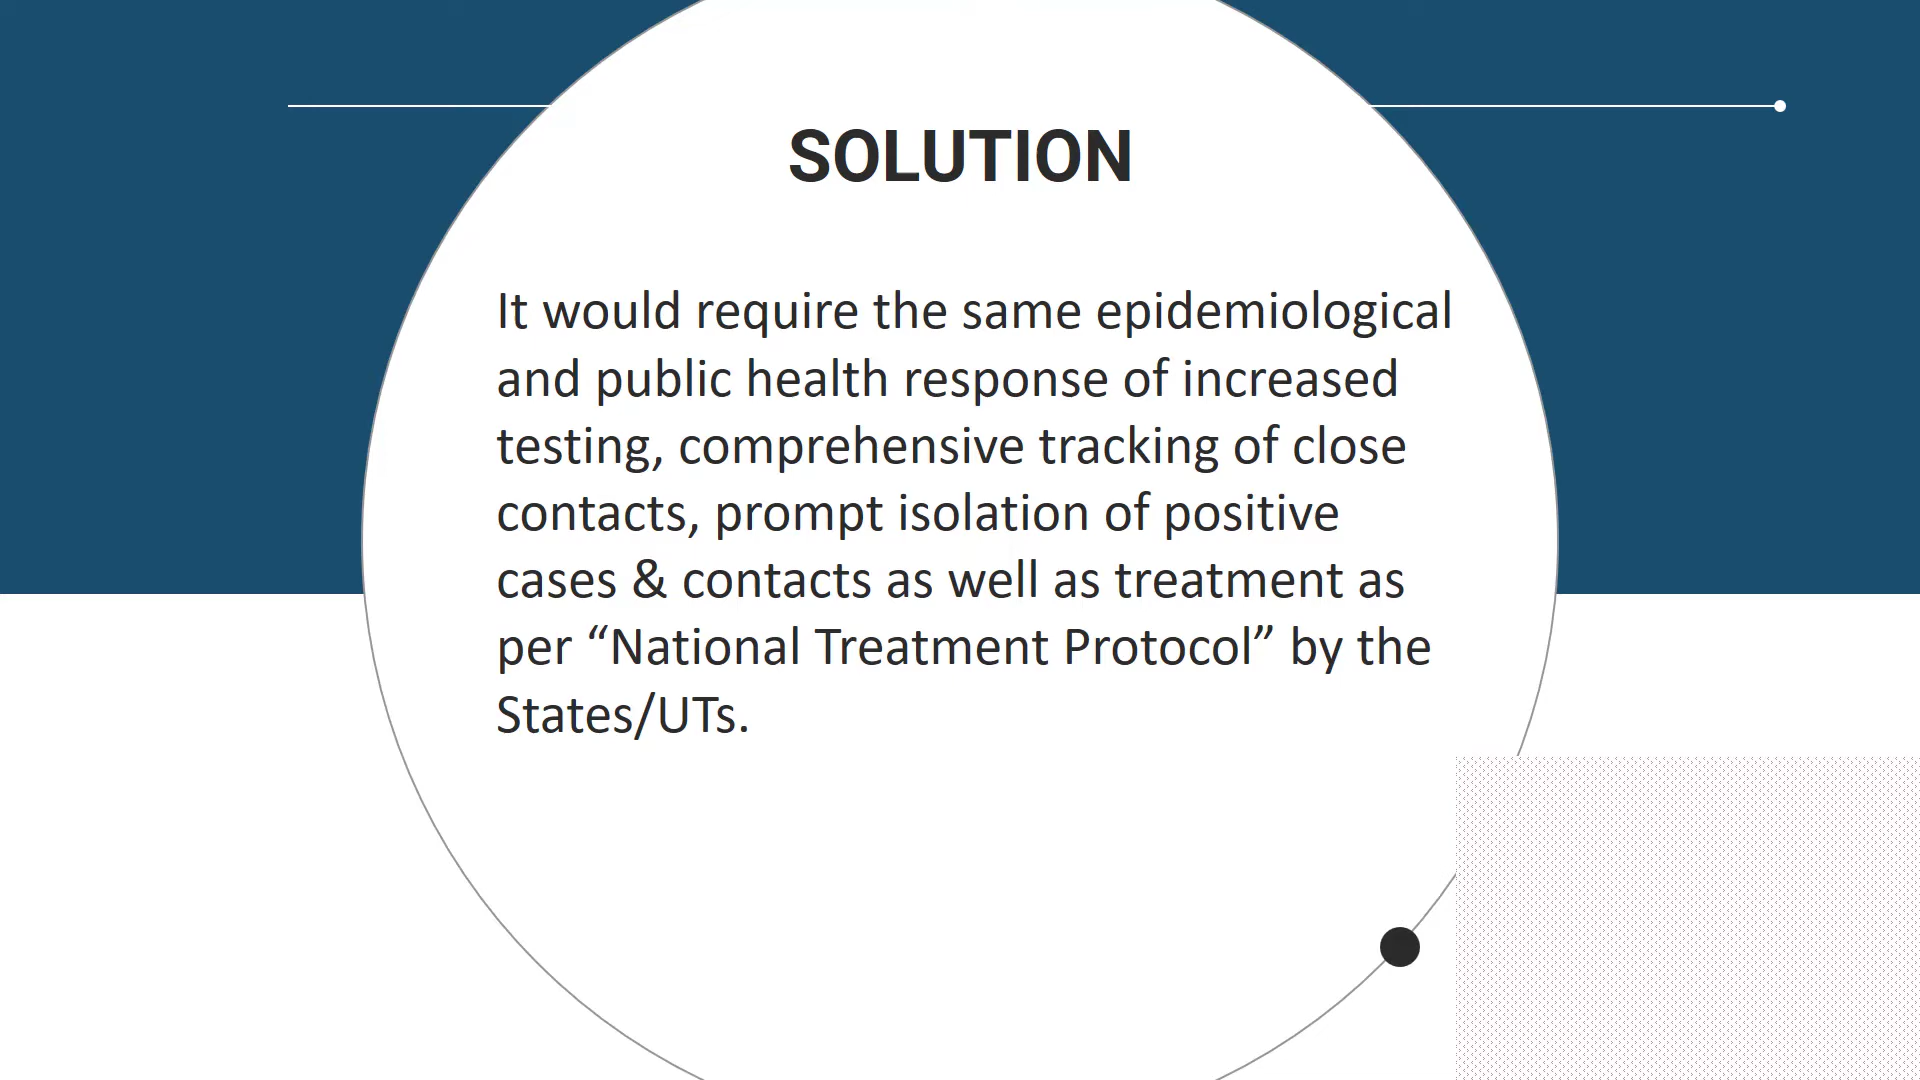 SOLUTION
It would require the same epidemiological
and public health response of increased
testing, comprehensive tracking of close
contacts, prompt isolation of positive
cases & contacts as well as treatment as
per “National Treatment Protocol” by the
States/UTs.